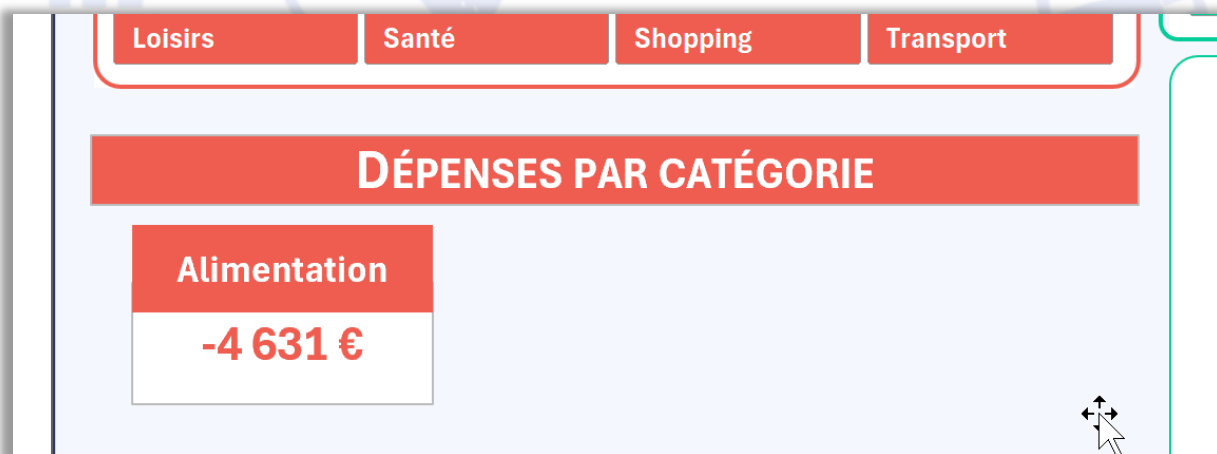 Loisirs Santé Shopping Transport
DÉPENSES PAR CATÉGORIE
Alimentation
-4 631 €